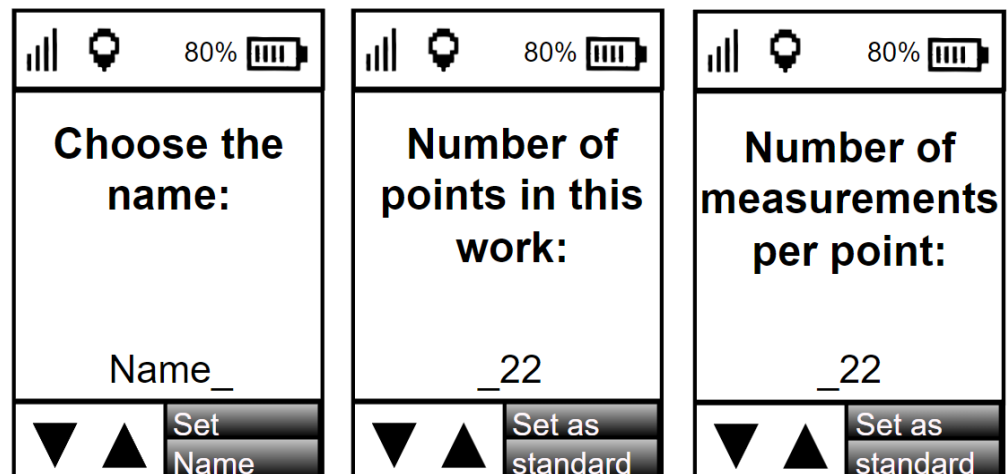 80%
Choose the
name:
Name_
Set
Name
80%
Number of
points in this
work:
_22
Set as
standard
80%
Number of
measurements
per point:
_22
Set as
standard